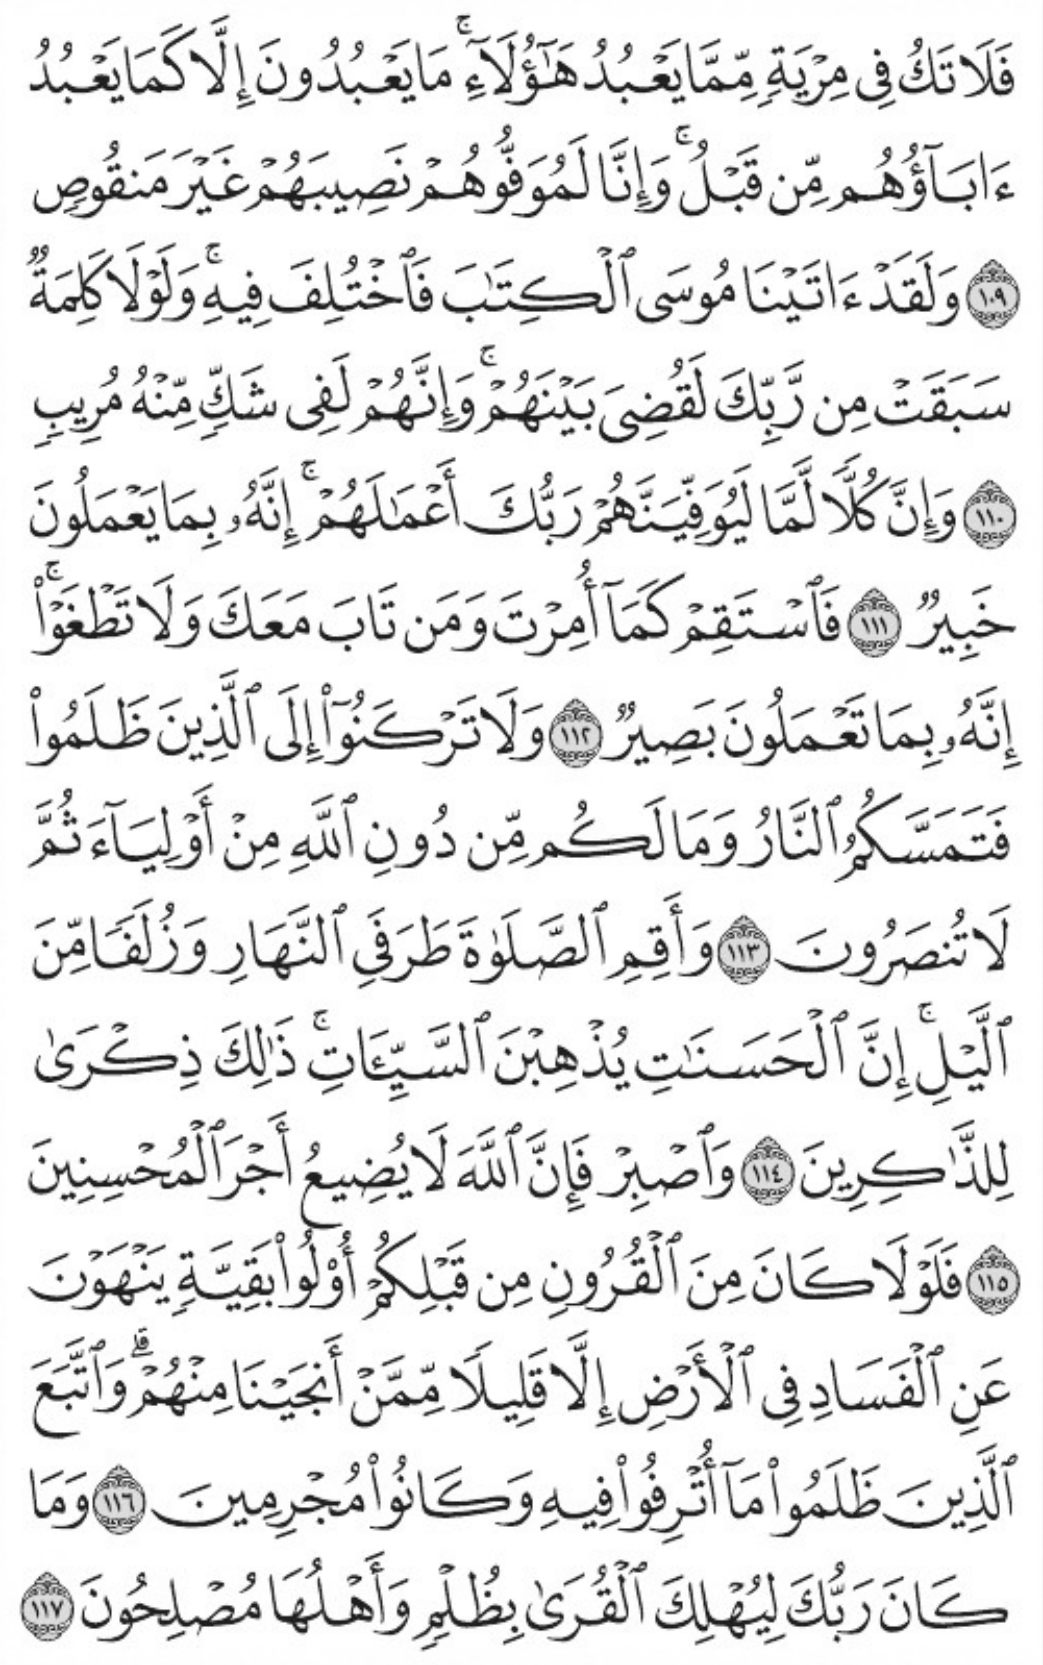 فَلَا تَكُ فِى مِرْيَةٍ مِّمَّا يَعْبُدُ هَٰٓؤُلَآءِ ۚ مَا يَعْبُدُونَ إِلَّا كَمَا يَعْبُدُ
ءَابَآؤُهُم مِّن قَبْلُ ۚ وَإِنَّا لَمُوَفُّوهُمْ نَصِيبَهُمْ غَيْرَ مَنقُوصٍ
﴿١٠٩﴾ وَلَقَدْ ءَاتَيْنَا مُوسَى ٱلْكِتَٰبَ فَٱخْتُلِفَ فِيهِ ۚ وَلَوْلَا كَلِمَةٌ
سَبَقَتْ مِن رَّبِّكَ لَقُضِىَ بَيْنَهُمْ ۚ وَإِنَّهُمْ لَفِى شَكٍّ مِّنْهُ مُرِيبٍ
﴿١١٠﴾ وَإِنَّ كُلًّا لَّمَّا لَيُوَفِّيَنَّهُمْ رَبُّكَ أَعْمَٰلَهُمْ ۚ إِنَّهُۥ بِمَا يَعْمَلُونَ
خَبِيرٌ ﴿١١١﴾ فَٱسْتَقِمْ كَمَآ أُمِرْتَ وَمَن تَابَ مَعَكَ وَلَا تَطْغَوْا۟ ۚ
إِنَّهُۥ بِمَا تَعْمَلُونَ بَصِيرٌ ﴿١١٢﴾ وَلَا تَرْكَنُوٓا۟ إِلَى ٱلَّذِينَ ظَلَمُوا۟
فَتَمَسَّكُمُ ٱلنَّارُ وَمَا لَكُم مِّن دُونِ ٱللَّهِ مِنْ أَوْلِيَآءَ ثُمَّ
لَا تُنصَرُونَ ﴿١١٣﴾ وَأَقِمِ ٱلصَّلَوٰةَ طَرَفَىِ ٱلنَّهَارِ وَزُلَفًا مِّنَ
ٱلَّيْلِ ۚ إِنَّ ٱلْحَسَنَٰتِ يُذْهِبْنَ ٱلسَّيِّـَٔاتِ ۚ ذَٰلِكَ ذِكْرَىٰ
لِلذَّٰكِرِينَ ﴿١١٤﴾ وَٱصْبِرْ فَإِنَّ ٱللَّهَ لَا يُضِيعُ أَجْرَ ٱلْمُحْسِنِينَ
﴿١١٥﴾ فَلَوْلَا كَانَ مِنَ ٱلْقُرُونِ مِن قَبْلِكُمْ أُو۟لُوا۟ بَقِيَّةٍ يَنْهَوْنَ
عَنِ ٱلْفَسَادِ فِى ٱلْأَرْضِ إِلَّا قَلِيلًا مِّمَّنْ أَنجَيْنَا مِنْهُمْ ۗ وَٱتَّبَعَ
ٱلَّذِينَ ظَلَمُوا۟ مَآ أُتْرِفُوا۟ فِيهِ وَكَانُوا۟ مُجْرِمِينَ ﴿١١٦﴾ وَمَا
كَانَ رَبُّكَ لِيُهْلِكَ ٱلْقُرَىٰ بِظُلْمٍ وَأَهْلُهَا مُصْلِحُونَ ﴿١١٧﴾